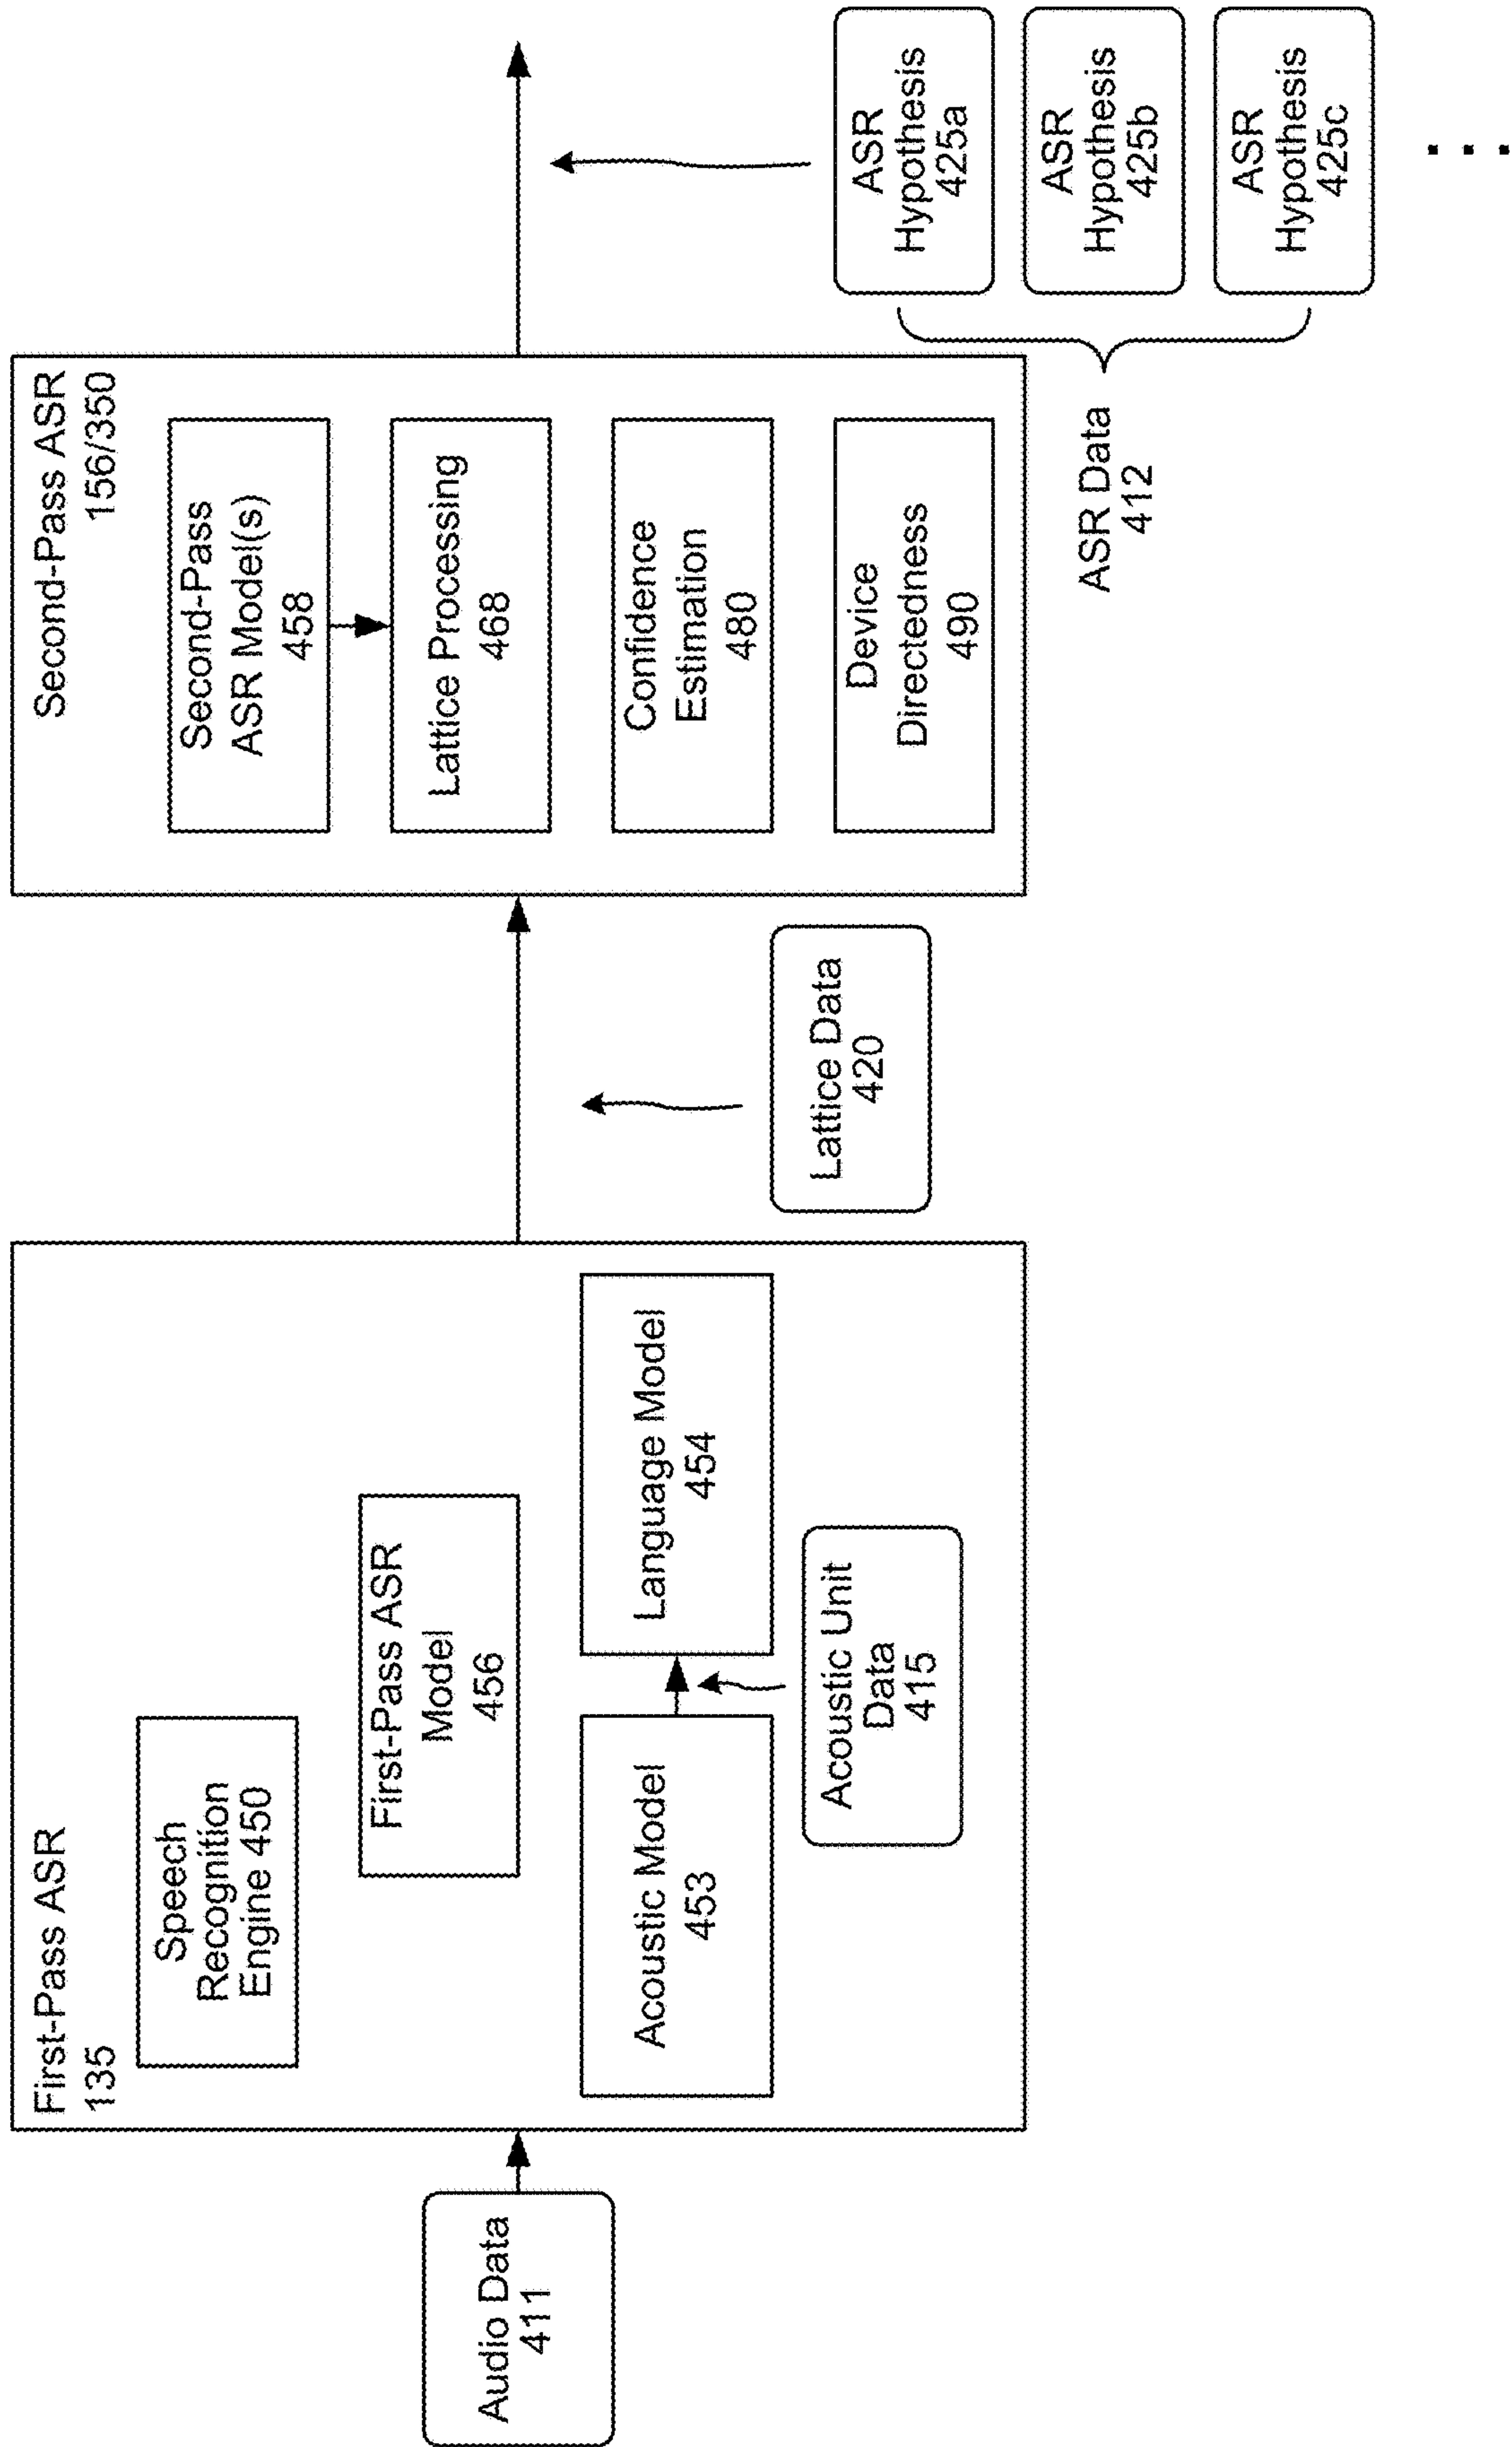 Audio Data
411
First-Pass ASR
135
Speech
Recognition
Engine 450
First-Pass ASR
Model
456
Acoustic Model
453
Language Model
454
Acoustic Unit
Data
415
Lattice Data
420
Second-Pass ASR
156/350
Second-Pass
ASR Model(s)
458
Lattice Processing
468
Confidence
Estimation
480
Device
Directedness
490
ASR Data
412
ASR
Hypothesis
425a
ASR
Hypothesis
425b
ASR
Hypothesis
425c
...